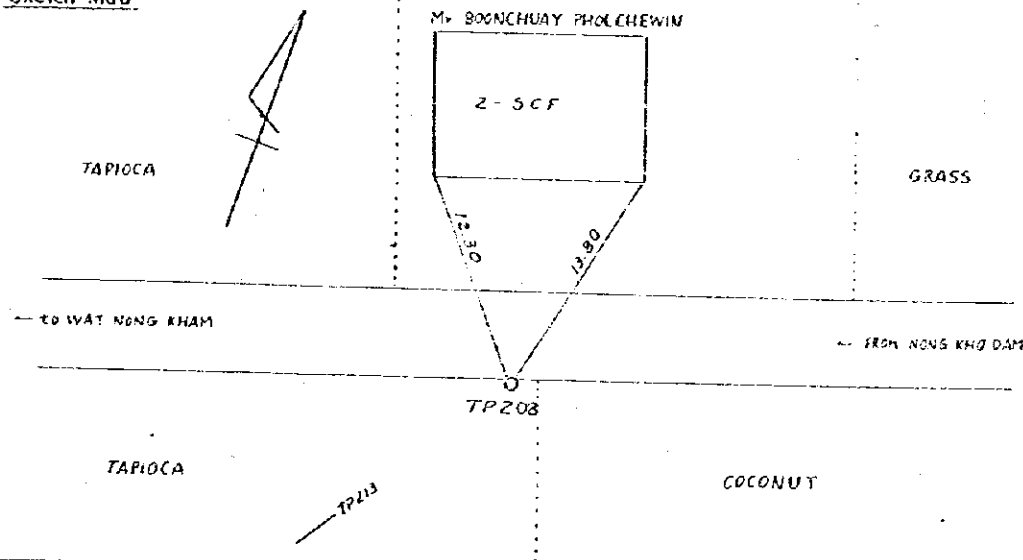 SKETCH MAP
Mr BOONCHUAY PHOLCHEWIN
2-SCF
TAPIOCA
GRASS
12.30
13.80
← to WAT NONG KHAM
← FROM NONG KHO DAM
TP208
TAPIOCA
COCONUT
TP213